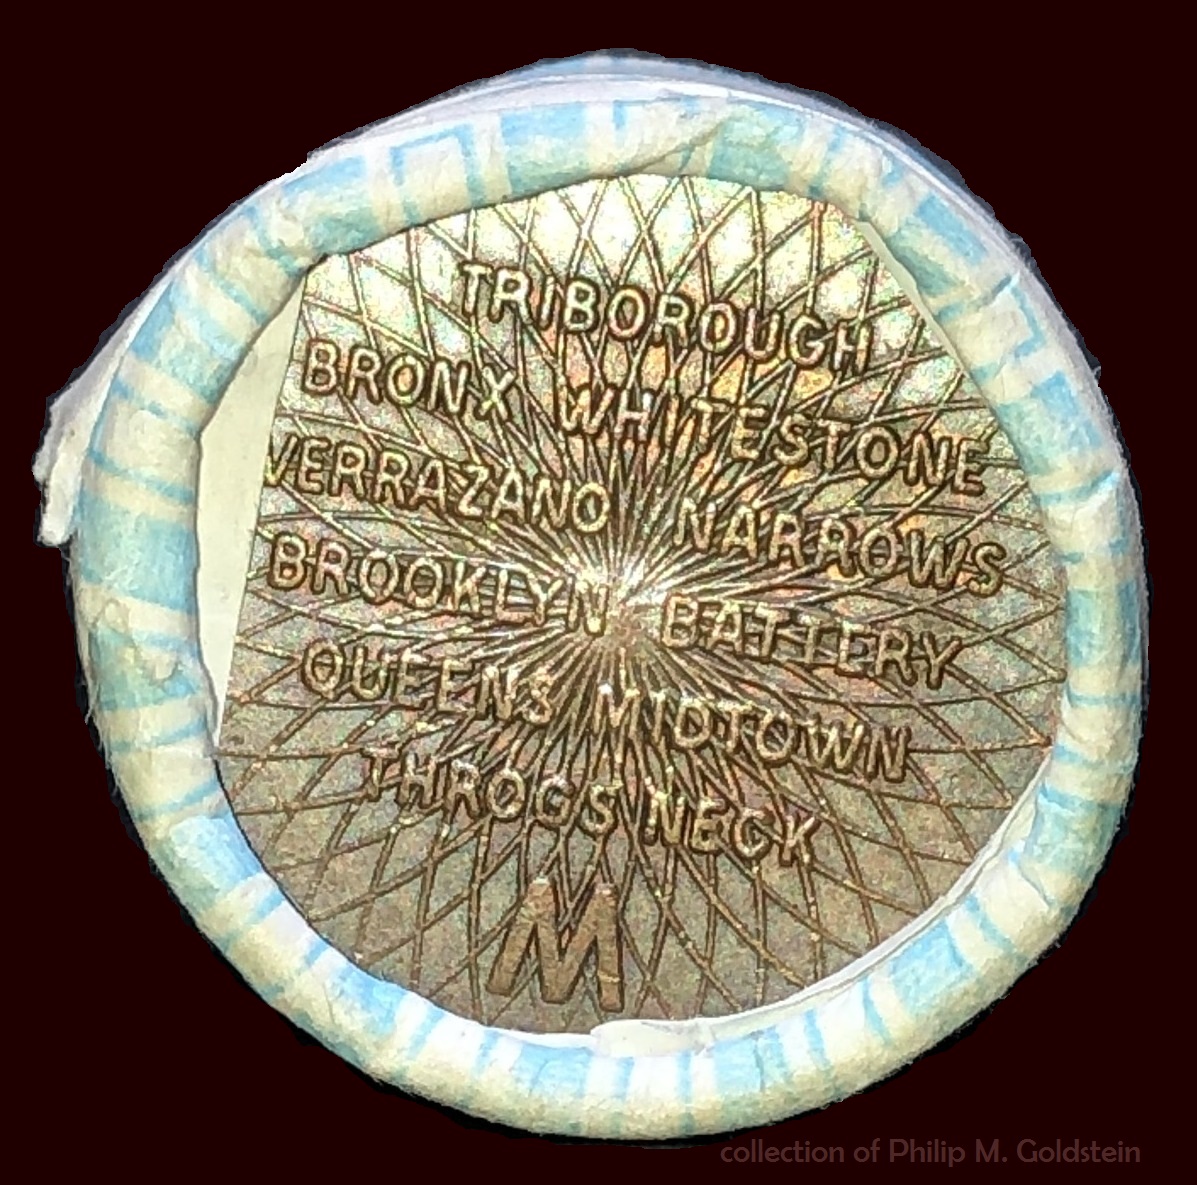 TRIBOROUGH
BRONX WHITESTONE
VERRAZANO NARROWS
BROOKLYN BATTERY
QUEENS MIDTOWN
THROGS NECK
M
collection of Philip M. Goldstein